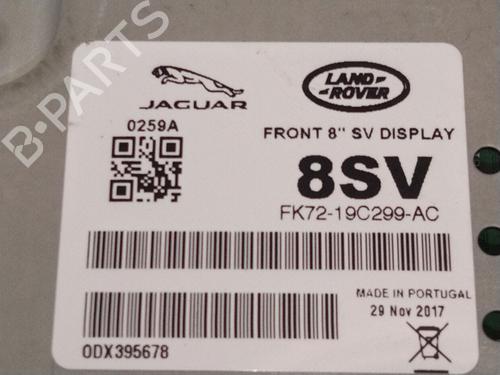 B-PARTS
JAGUAR
LAND ROVER
0259A
FRONT 8" SV DISPLAY
8SV
FK72-19C299-AC
MADE IN PORTUGAL
29 Nov 2017
ODX395678